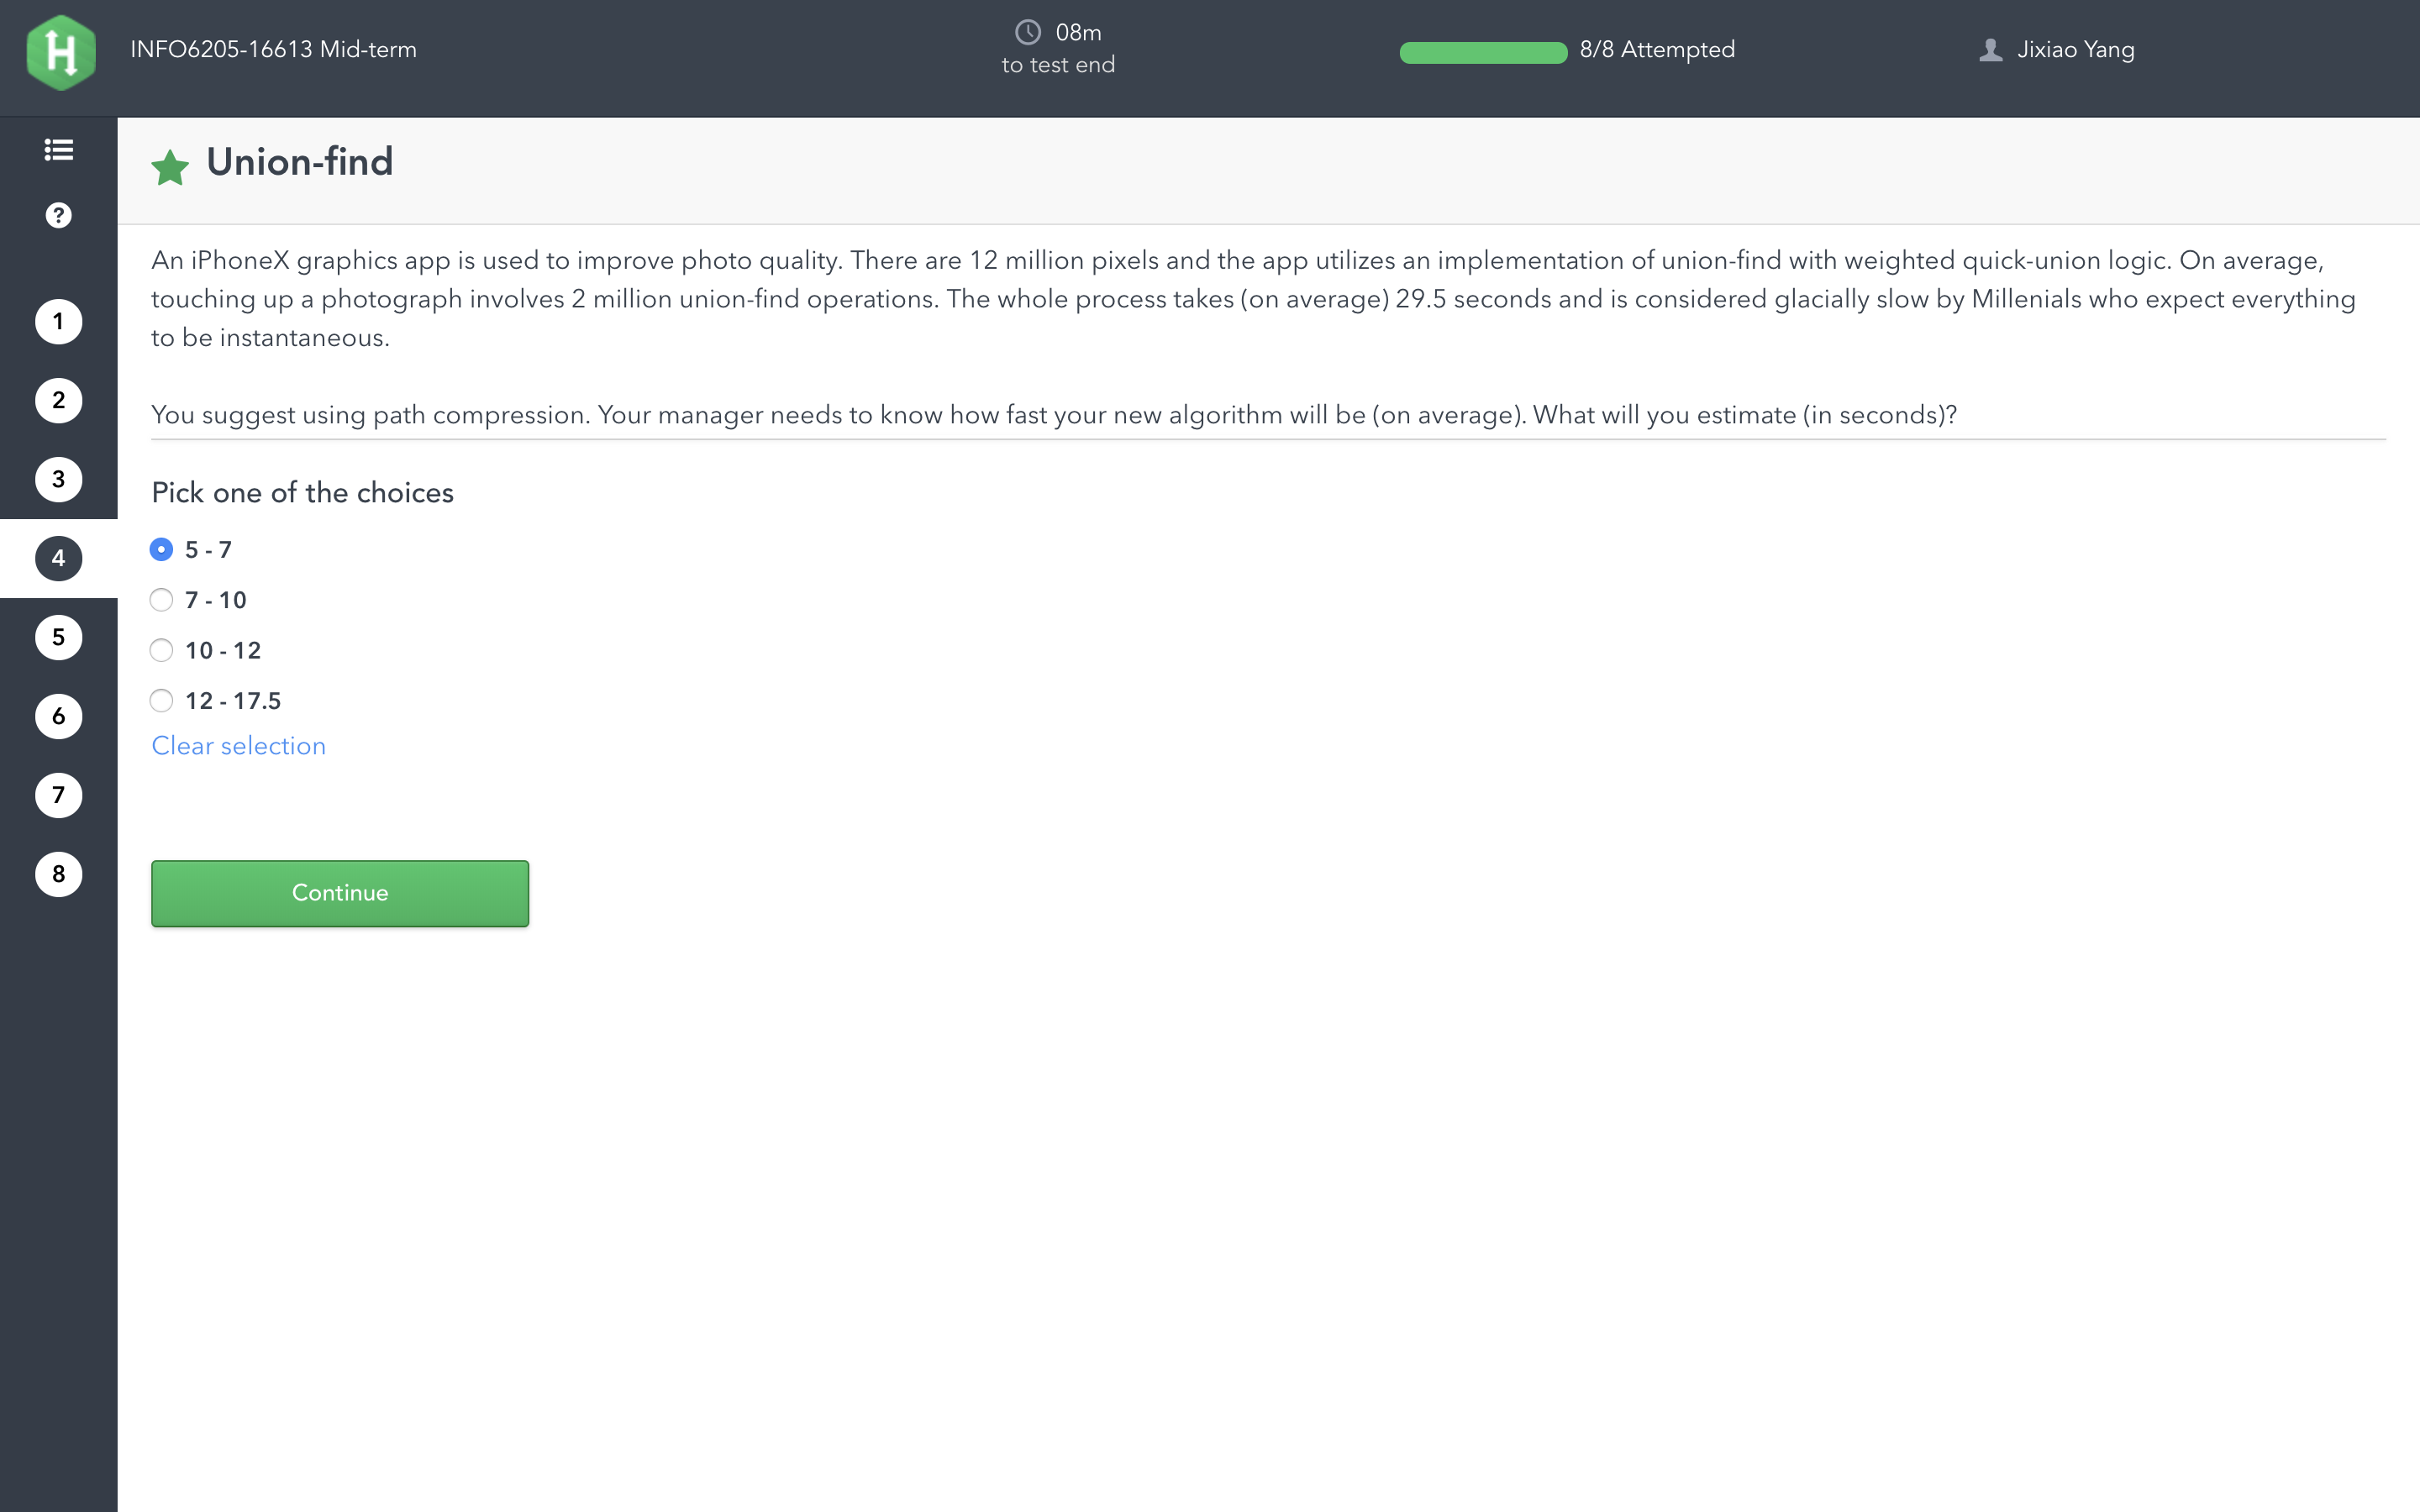 INFO6205-16613 Mid-term
08m
to test end
8/8 Attempted
Jixiao Yang
Union-find
An iPhoneX graphics app is used to improve photo quality. There are 12 million pixels and the app utilizes an implementation of union-find with weighted quick-union logic. On average,
touching up a photograph involves 2 million union-find operations. The whole process takes (on average) 29.5 seconds and is considered glacially slow by Millenials who expect everything
to be instantaneous.
You suggest using path compression. Your manager needs to know how fast your new algorithm will be (on average). What will you estimate (in seconds)?
Pick one of the choices
5 - 7
7 - 10
10 - 12
12 - 17.5
Clear selection
Continue
?
1
2
3
4
5
6
7
8
H